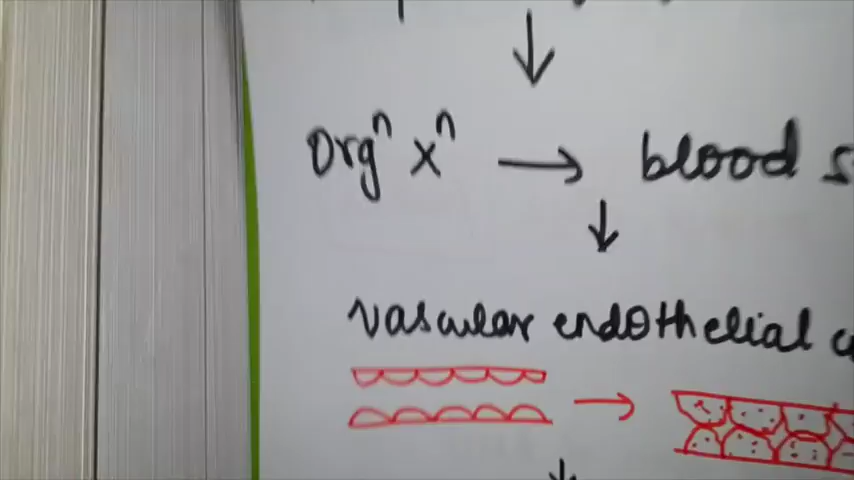 Orgⁿ xⁿ → blood
↓
vascular endothelial